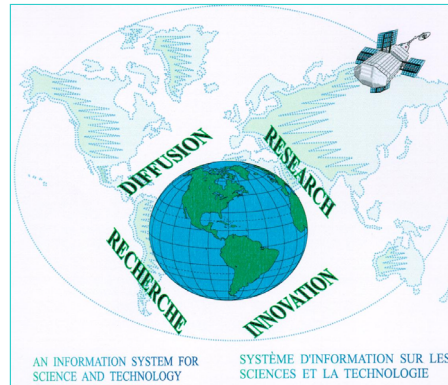 DIFFUSION
RESEARCH
RECHERCHE
INNOVATION
AN INFORMATION SYSTEM FOR
SCIENCE AND TECHNOLOGY
SYSTÈME D'INFORMATION SUR LES
SCIENCES ET LA TECHNOLOGIE